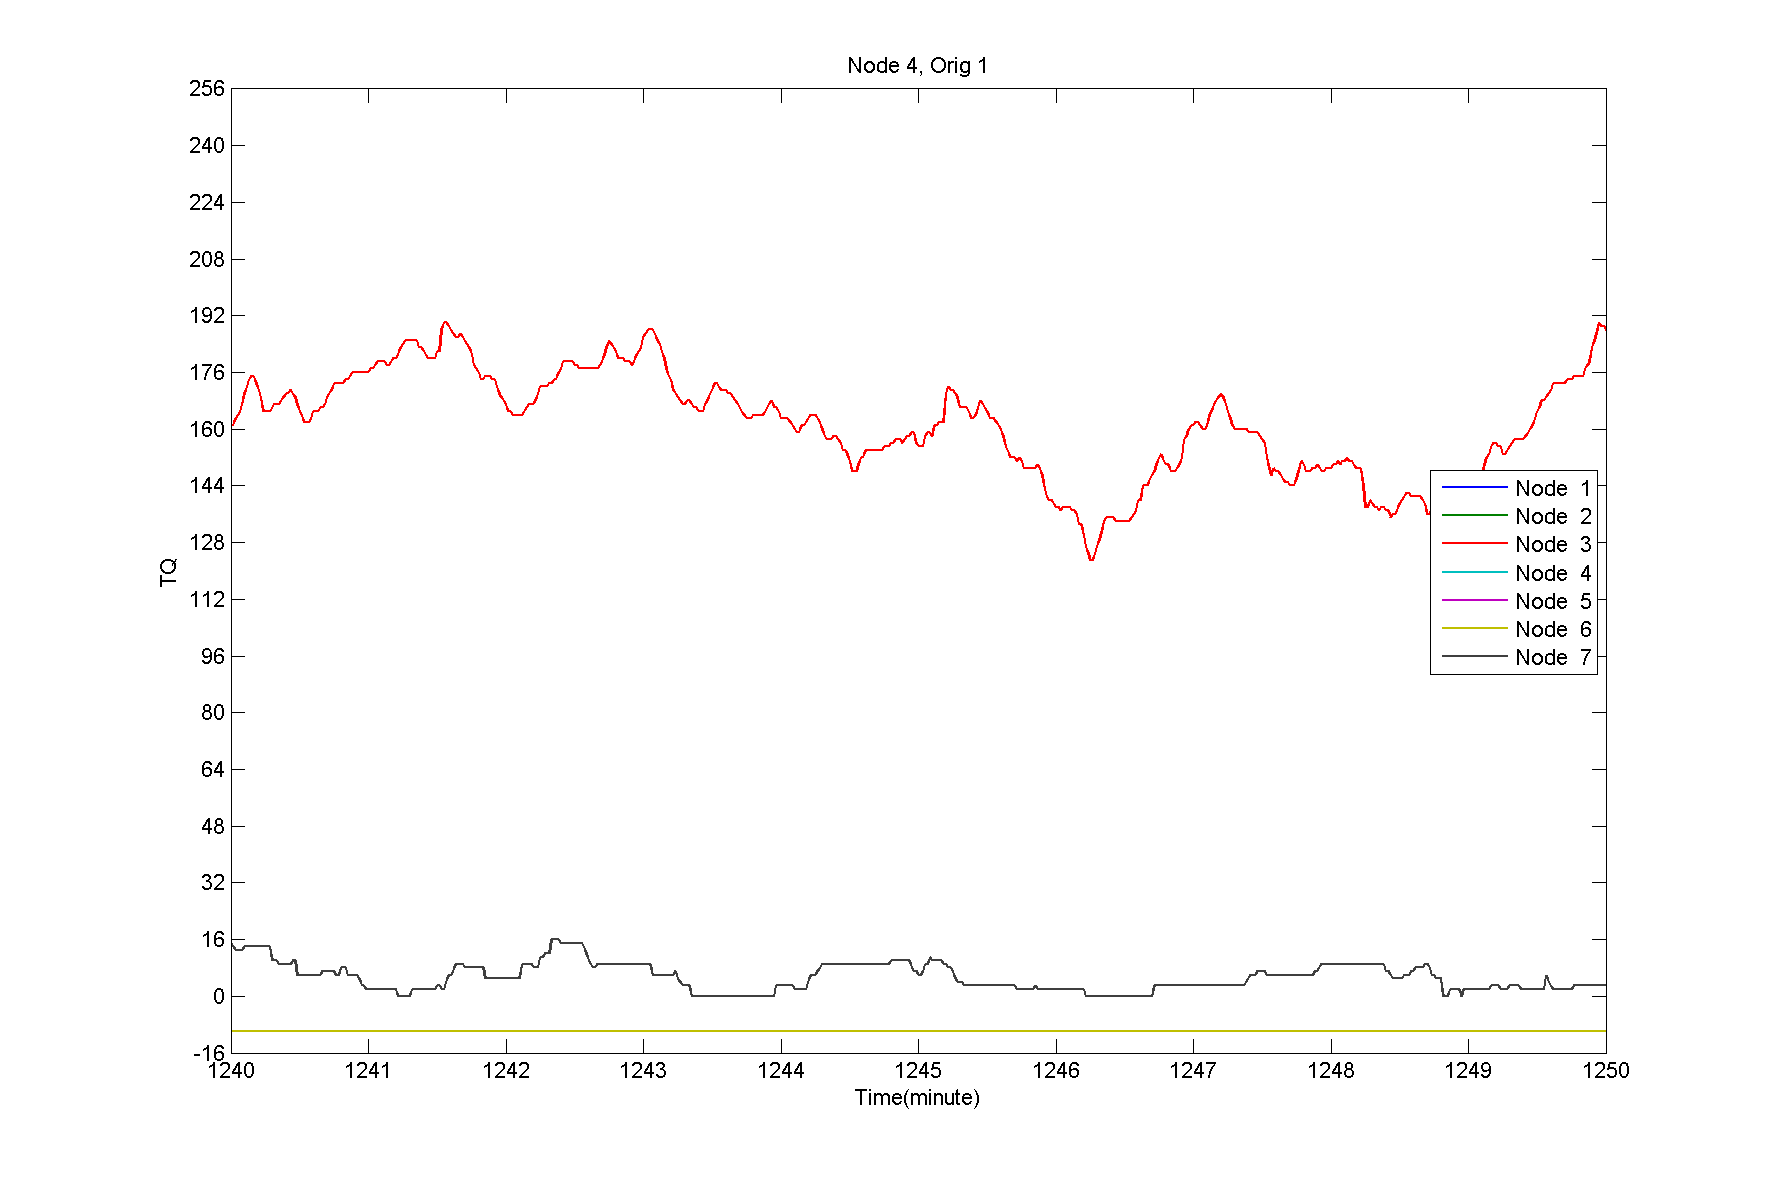 Node 4, Orig 1
256
240
224
208
192
176
160
144
128
112
96
80
64
48
32
16
0
-16
TQ
Node 1
Node 2
Node 3
Node 4
Node 5
Node 6
Node 7
1240 1241 1242 1243 1244 1245 1246 1247 1248 1249 1250
Time(minute)